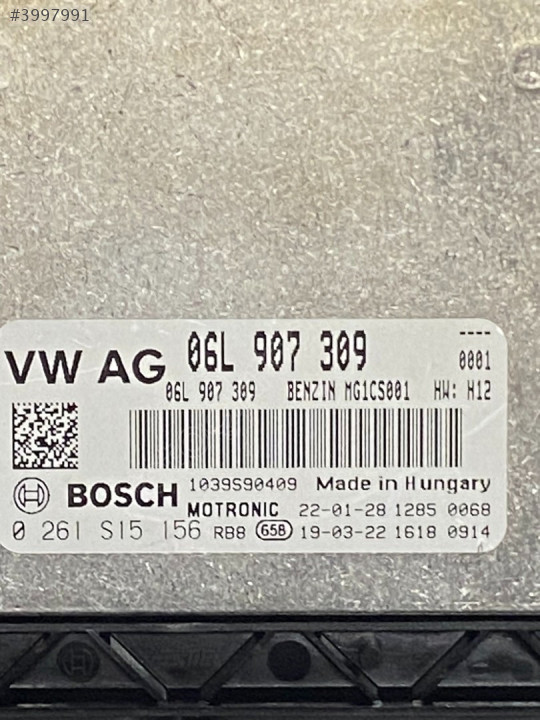 #3997991
VW AG 06L 907 309 ----
06L 907 309 BENZIN MG1CS001 HW: H12 0001
BOSCH 1039S90409 Made in Hungary
MOTRONIC 22-01-28 1285 0068
0 261 S15 156 RB8 G5B 19-03-22 1618 0914